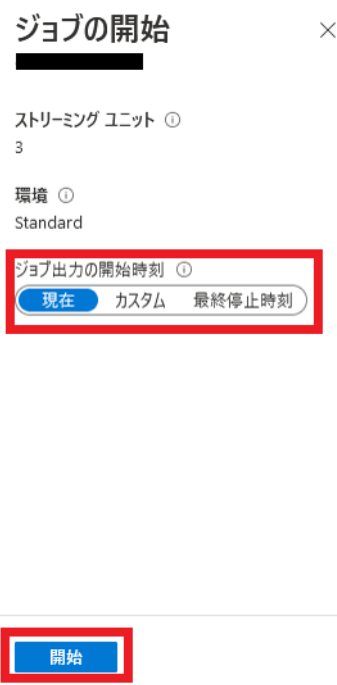 ジョブの開始
ストリーミング ユニット
3
環境
Standard
ジョブ出力の開始時刻
現在 カスタム 最終停止時刻
開始